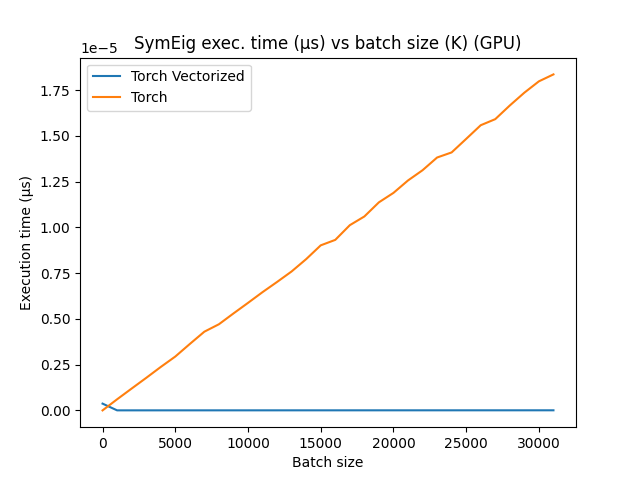 SymEig exec. time (µs) vs batch size (K) (GPU)
1e−5
Torch Vectorized
Torch
1.75
1.50
1.25
1.00
0.75
0.50
0.25
0.00
Execution time (µs)
0 5000 10000 15000 20000 25000 30000
Batch size